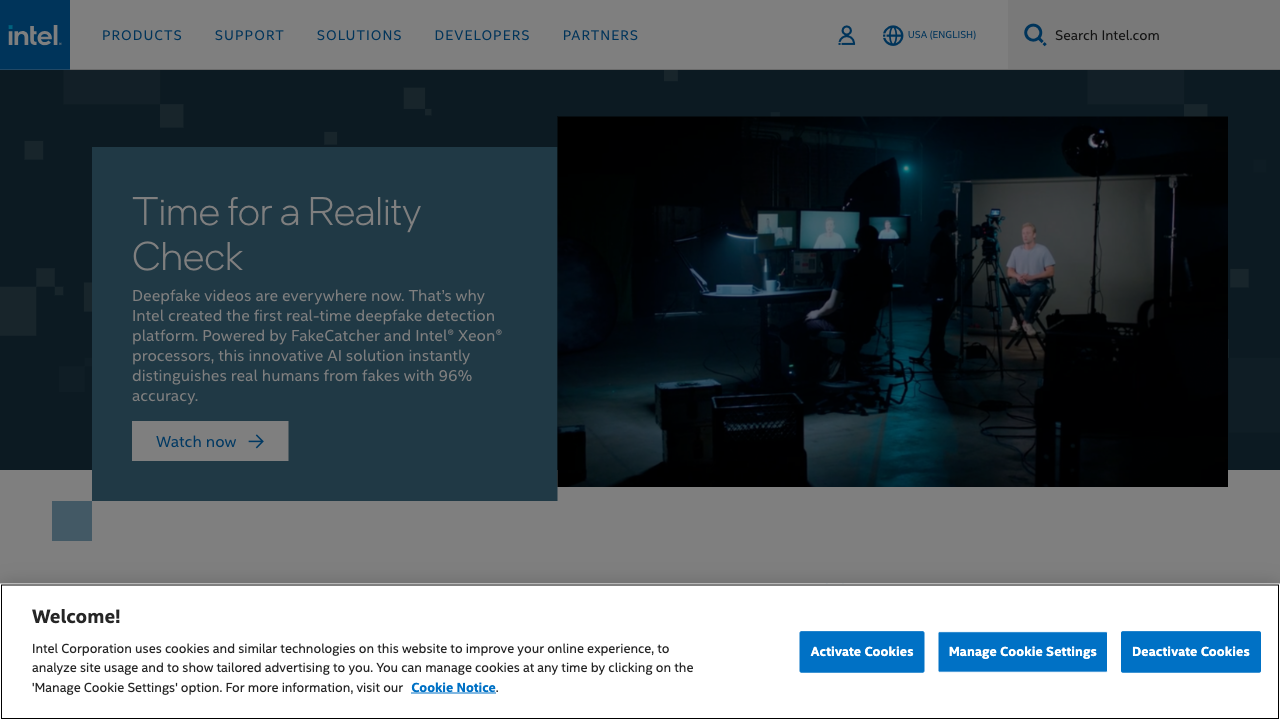 intel.
PRODUCTS
SUPPORT
SOLUTIONS
DEVELOPERS
PARTNERS
USA (ENGLISH)
Search Intel.com
Time for a Reality
Check
Deepfake videos are everywhere now. That's why
Intel created the first real-time deepfake detection
platform. Powered by FakeCatcher and Intel® Xeon®
processors, this innovative AI solution instantly
distinguishes real humans from fakes with 96%
accuracy.
Watch now
Welcome!
Intel Corporation uses cookies and similar technologies on this website to improve your online experience, to
analyze site usage and to show tailored advertising to you. You can manage cookies at any time by clicking on the
'Manage Cookie Settings' option. For more information, visit our Cookie Notice.
Activate Cookies
Manage Cookie Settings
Deactivate Cookies